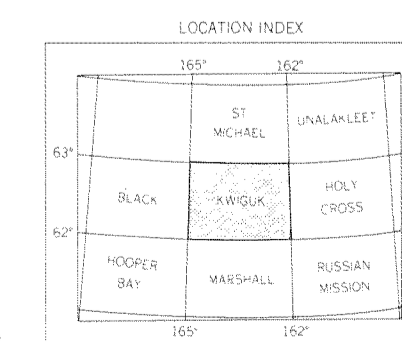 LOCATION INDEX
165° 162°
ST
MICHAEL
UNALAKLEET
63°
BLACK
KWIGUK
HOLY
CROSS
62°
HOOPER
BAY
MARSHALL
RUSSIAN
MISSION
165° 162°